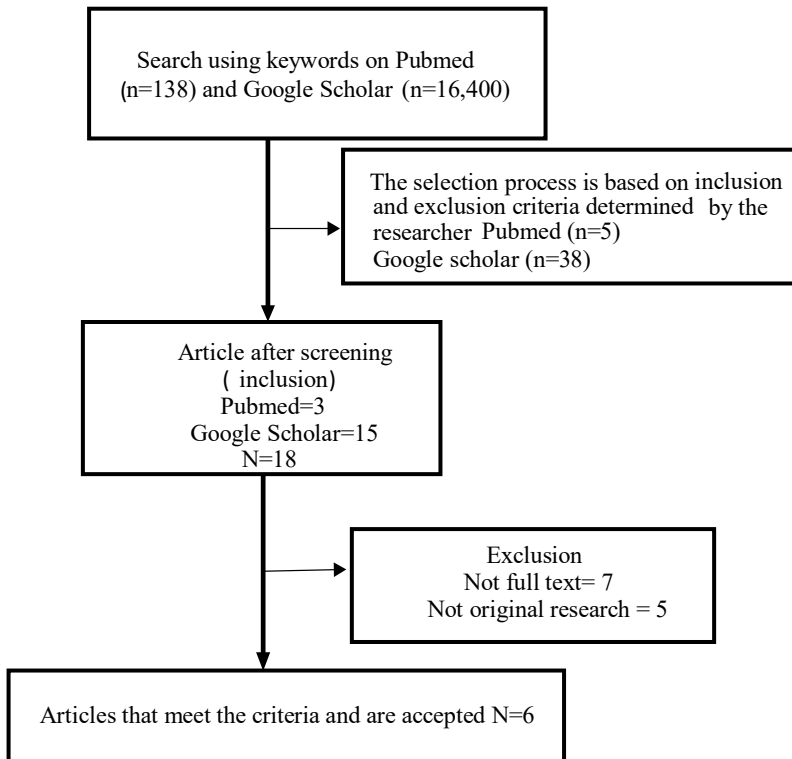 Search using keywords on Pubmed
(n=138) and Google Scholar (n=16,400)
The selection process is based on inclusion
and exclusion criteria determined by the
researcher Pubmed (n=5)
Google scholar (n=38)
Article after screening
( inclusion)
Pubmed=3
Google Scholar=15
N=18
Exclusion
Not full text= 7
Not original research = 5
Articles that meet the criteria and are accepted N=6